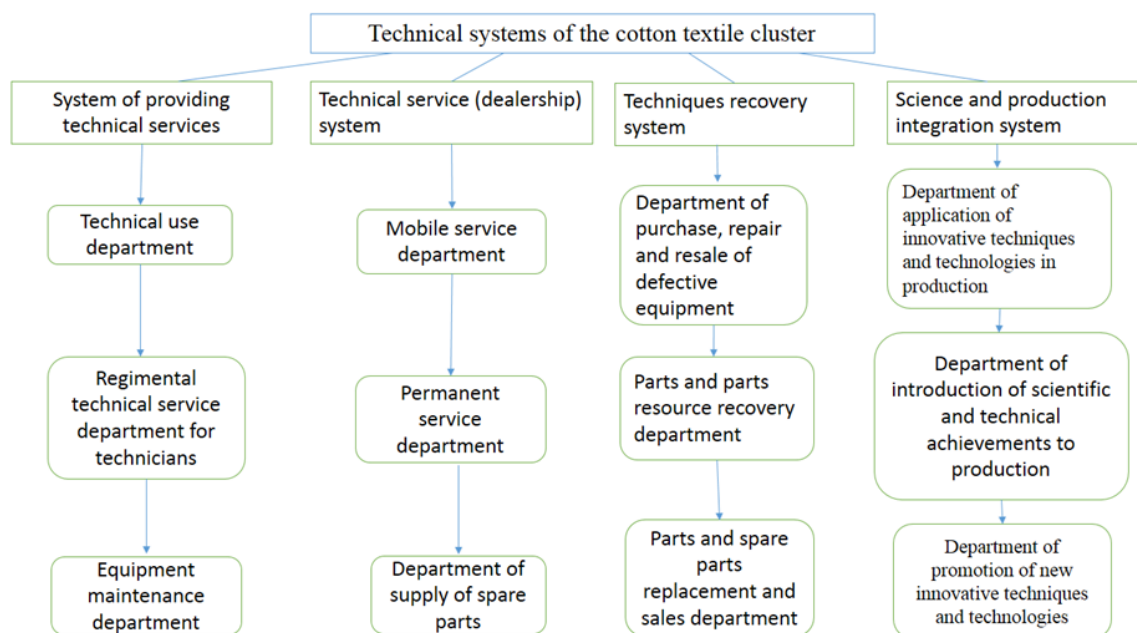 Technical systems of the cotton textile cluster
System of providing
technical services
Technical service (dealership)
system
Techniques recovery
system
Science and production
integration system
Technical use
department
Mobile service
department
Department of
purchase, repair
and resale of
defective
equipment
Department of
application of
innovative techniques
and technologies in
production
Regimental
technical service
department for
technicians
Permanent
service
department
Parts and parts
resource recovery
department
Department of
introduction of scientific
and technical
achievements to
production
Equipment
maintenance
department
Department of
supply of spare
parts
Parts and spare
parts
replacement and
sales department
Department of
promotion of new
innovative techniques
and technologies